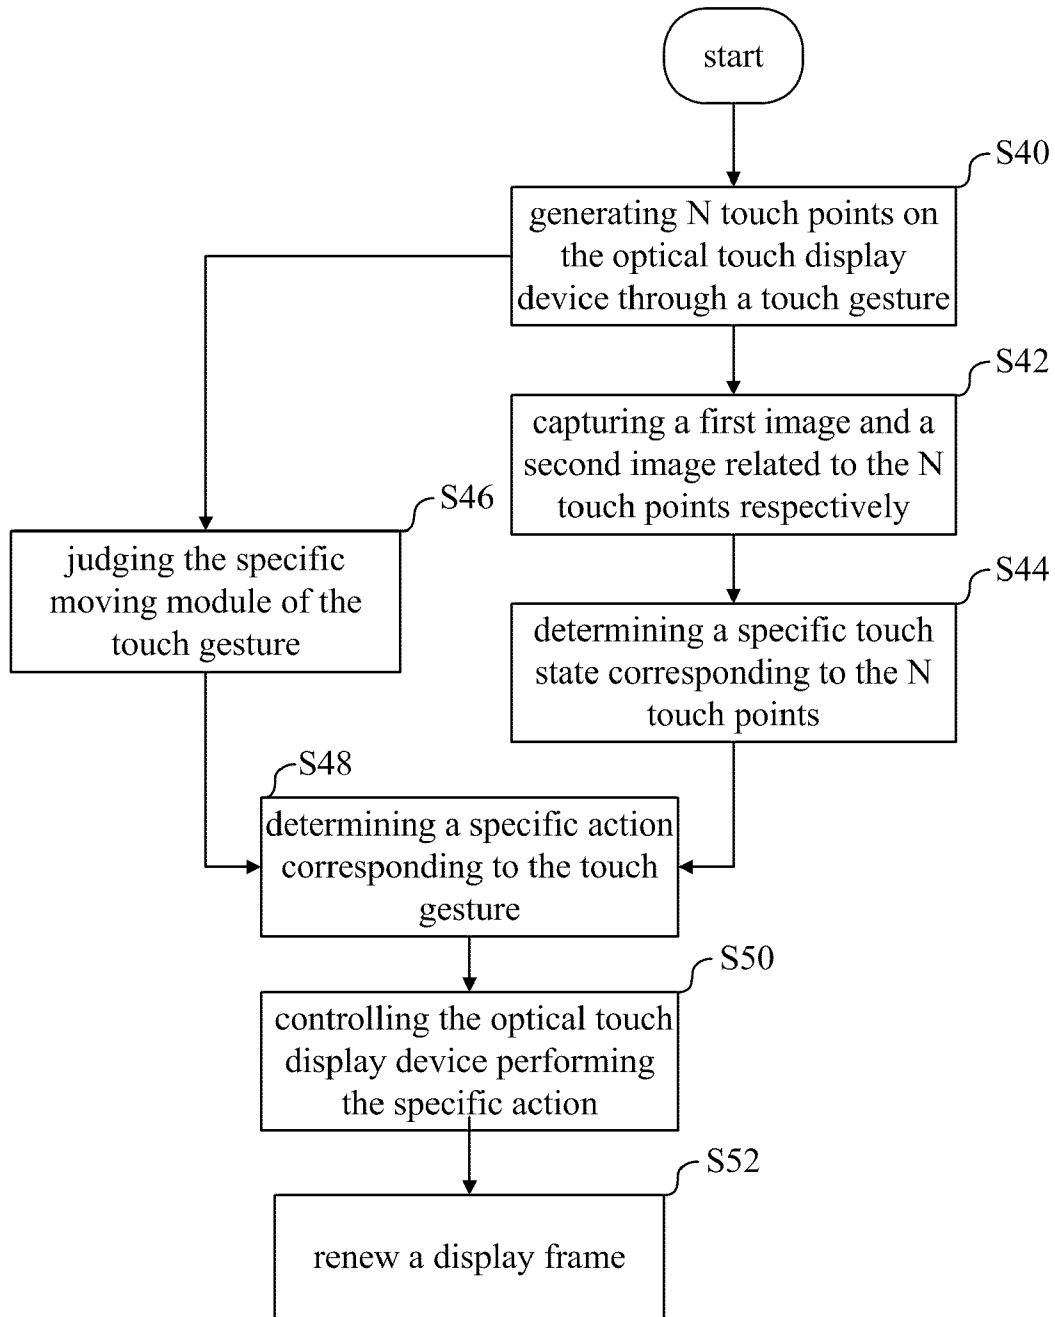 start
S40
generating N touch points on
the optical touch display
device through a touch gesture
S42
capturing a first image and a
second image related to the N
touch points respectively
S46
judging the specific
moving module of the
touch gesture
S44
determining a specific touch
state corresponding to the N
touch points
S48
determining a specific action
corresponding to the touch
gesture
S50
controlling the optical touch
display device performing
the specific action
S52
renew a display frame